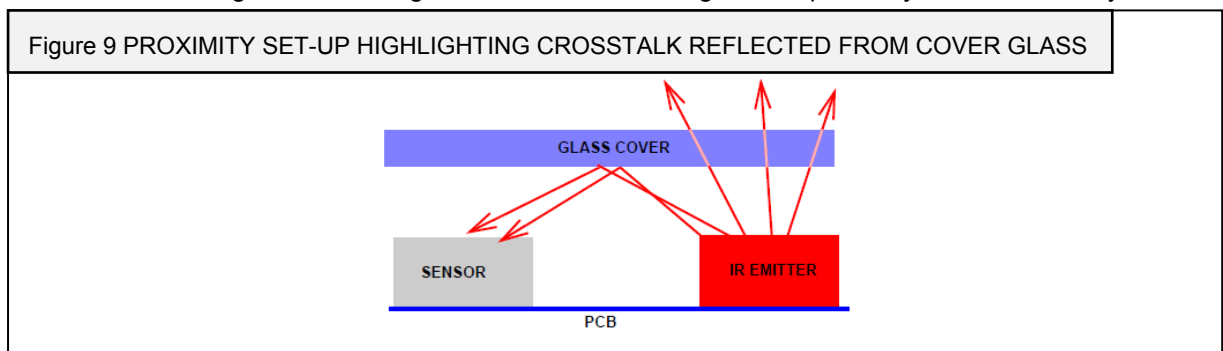 Figure 9 PROXIMITY SET-UP HIGHLIGHTING CROSSTALK REFLECTED FROM COVER GLASS
GLASS COVER
SENSOR
IR EMITTER
PCB